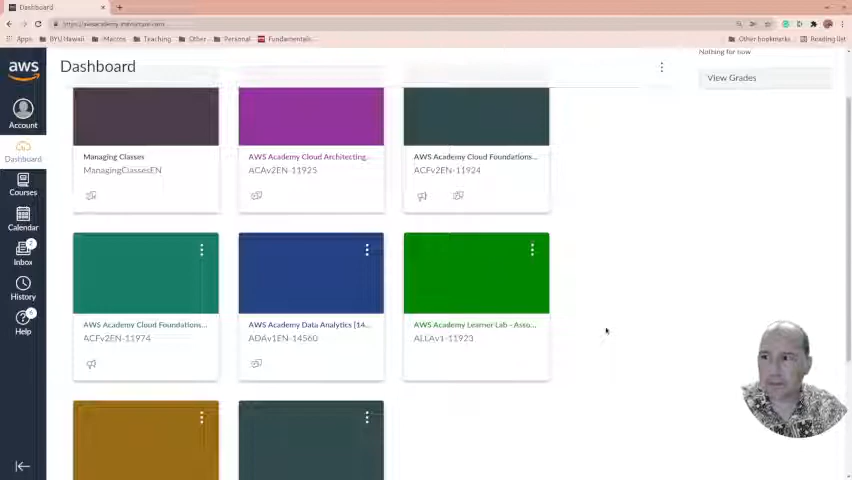 Dashboard
BYU Hawaii
Macros
Teaching
Other...
Personal
Fundamentals...
Other bookmarks
Reading list
aws
Dashboard
Nothing for now
View Grades
Account
Dashboard
Courses
Calendar
2
Inbox
History
6
Help
Managing Classes
ManagingClassesEN
AWS Academy Cloud Architecting...
ACAv2EN-11925
AWS Academy Cloud Foundations...
ACFv2EN-11924
AWS Academy Cloud Foundations...
ACFv2EN-11974
AWS Academy Data Analytics [14...
ADAv1EN-14560
AWS Academy Learner Lab - Asso...
ALLAv1-11923